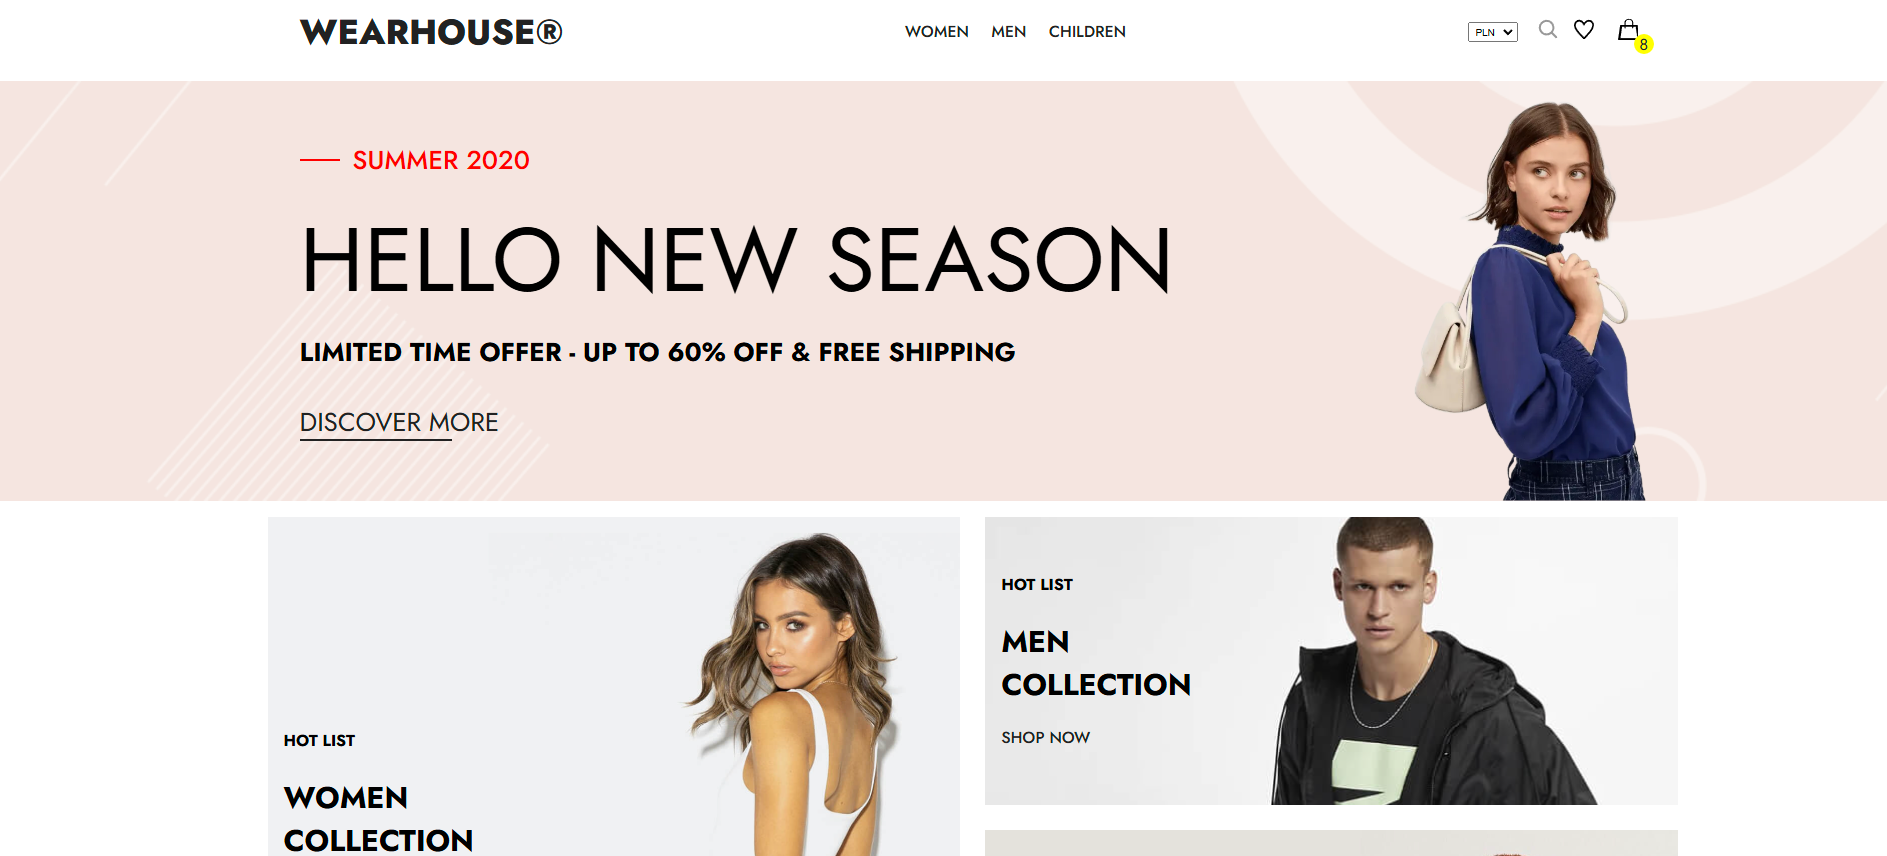 WEARHOUSE®
WOMEN MEN CHILDREN
PLN
8
SUMMER 2020
HELLO NEW SEASON
LIMITED TIME OFFER - UP TO 60% OFF & FREE SHIPPING
DISCOVER MORE
HOT LIST
WOMEN
COLLECTION
HOT LIST
MEN
COLLECTION
SHOP NOW